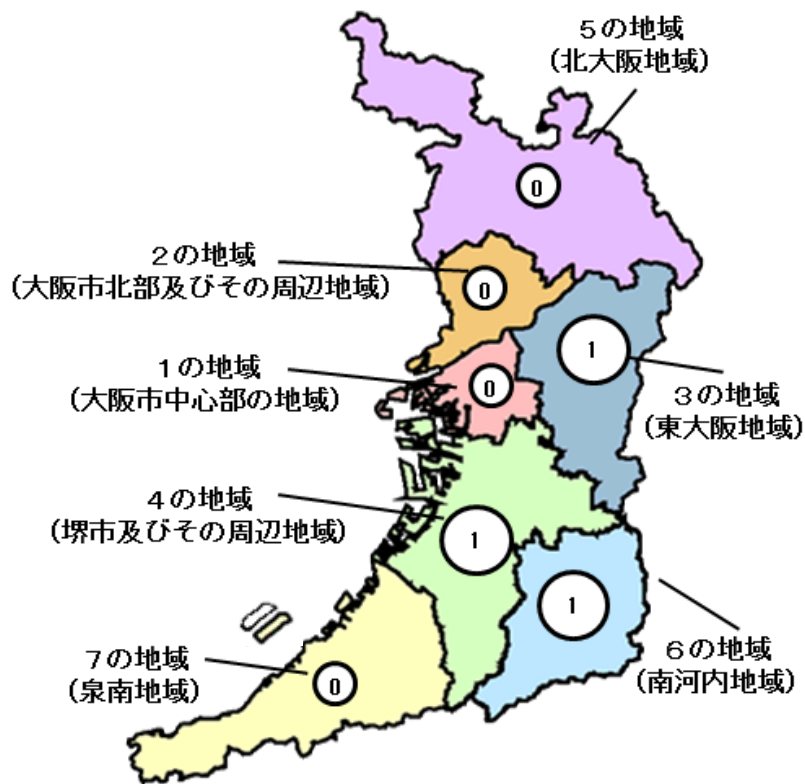 ５の地域
(北大阪地域)
0
２の地域
(大阪市北部及びその周辺地域)
0
1
１の地域
(大阪市中心部の地域)
0
３の地域
(東大阪地域)
４の地域
(堺市及びその周辺地域)
1
1
６の地域
(南河内地域)
７の地域
(泉南地域)
0